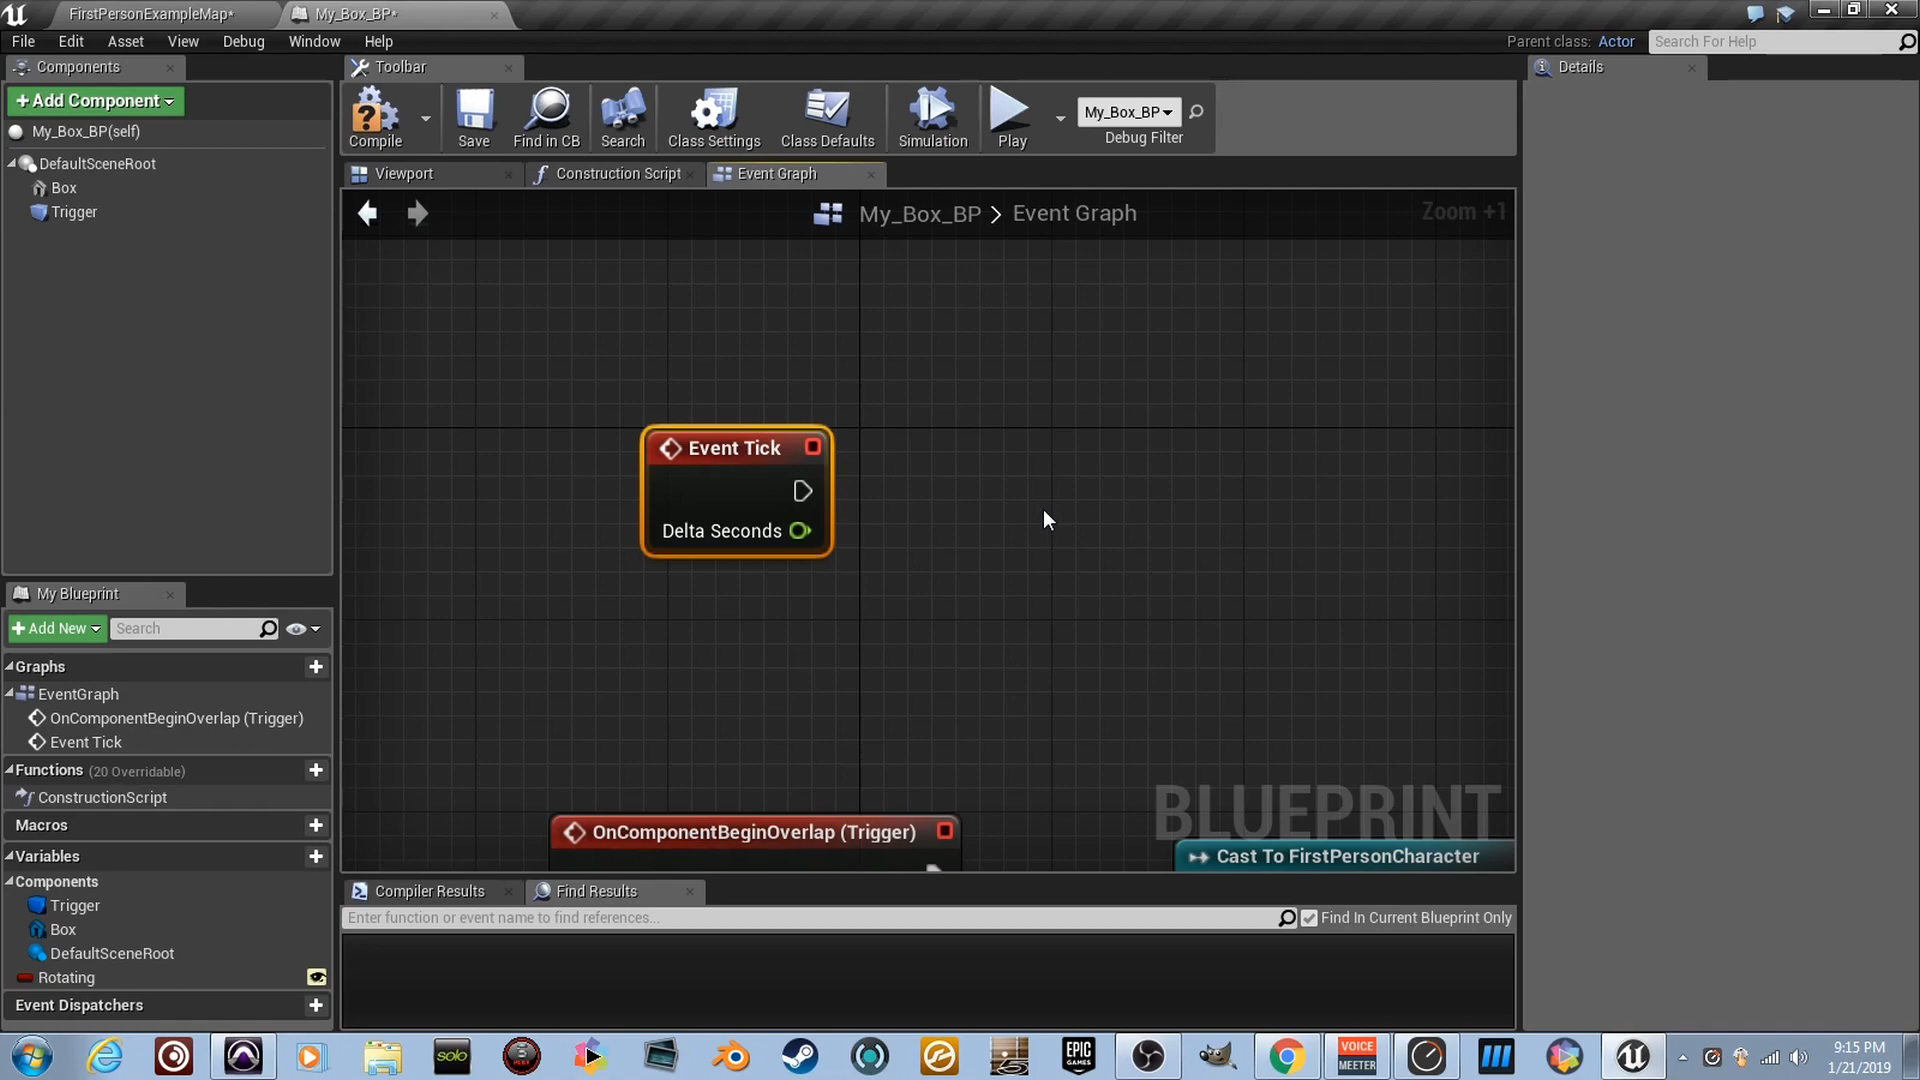 FirstPersonExampleMap*
My_Box_BP*
File Edit Asset View Debug Window Help
Parent class: Actor
Search For Help
Components
Toolbar
Details
+Add Component
Compile
Save
Find in CB
Search
Class Settings
Class Defaults
Simulation
Play
My_Box_BP
Debug Filter
My_Box_BP(self)
DefaultSceneRoot
Box
Trigger
Viewport
Construction Script
Event Graph
My_Box_BP > Event Graph
Zoom +1
Event Tick
Delta Seconds
OnComponentBeginOverlap (Trigger)
BLUEPRINT
Cast To FirstPersonCharacter
My Blueprint
+Add New
Search
Graphs
EventGraph
OnComponentBeginOverlap (Trigger)
Event Tick
Functions (20 Overridable)
ConstructionScript
Macros
Variables
Components
Trigger
Box
DefaultSceneRoot
Rotating
Event Dispatchers
Compiler Results
Find Results
Enter function or event name to find references...
Find In Current Blueprint Only
solo
EPIC
GAMES
VOICE
MEETER
9:15 PM
1/21/2019